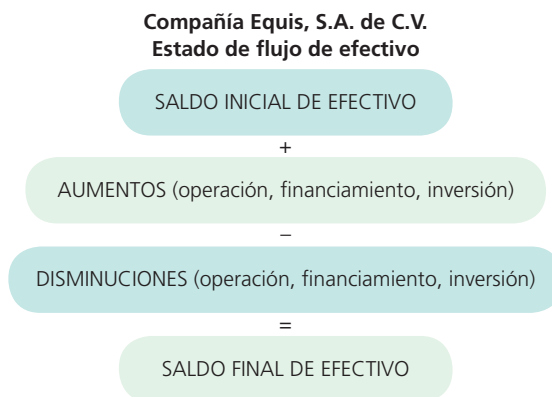 Compañía Equis, S.A. de C.V.
Estado de flujo de efectivo
SALDO INICIAL DE EFECTIVO
+
AUMENTOS (operación, financiamiento, inversión)
–
DISMINUCIONES (operación, financiamiento, inversión)
=
SALDO FINAL DE EFECTIVO